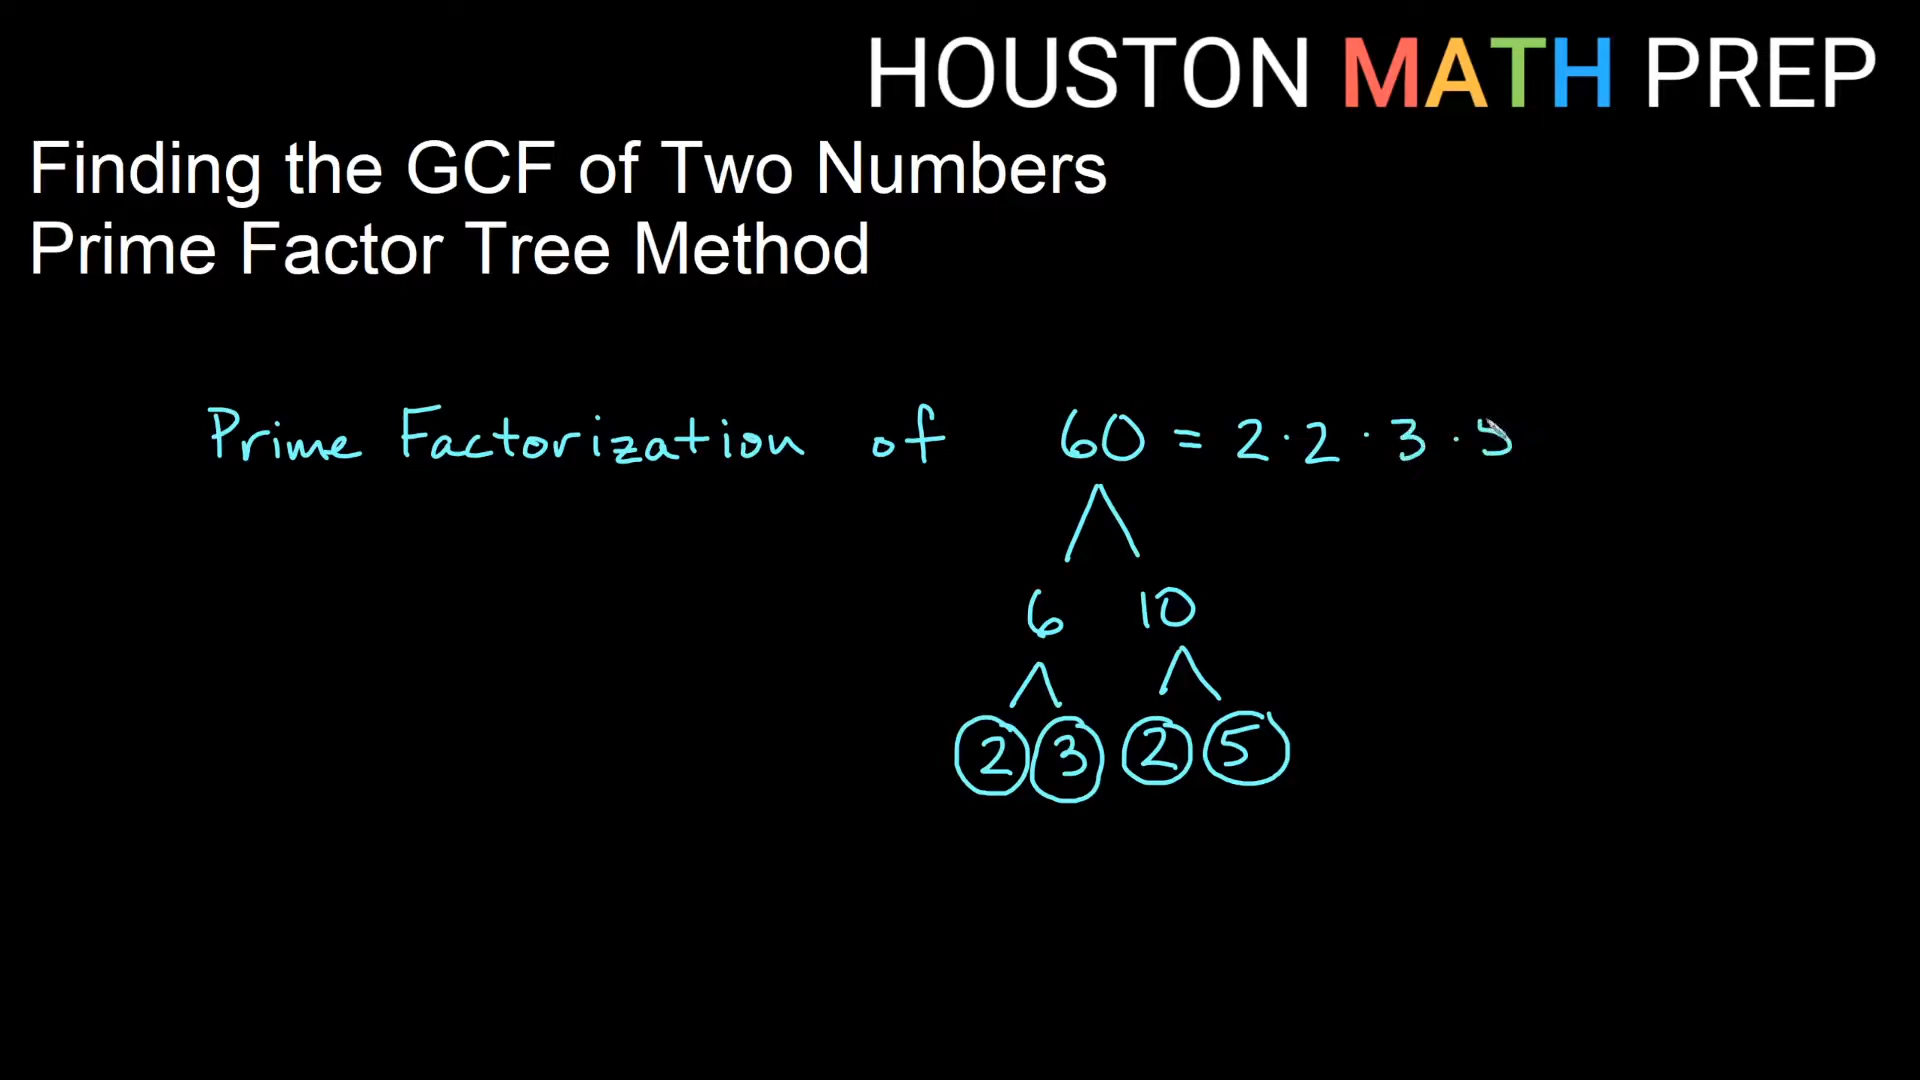 HOUSTON MATH PREP
Finding the GCF of Two Numbers
Prime Factor Tree Method
Prime Factorization of 60 = 2 · 2 · 3 · 5
6 10
2 3 2 5